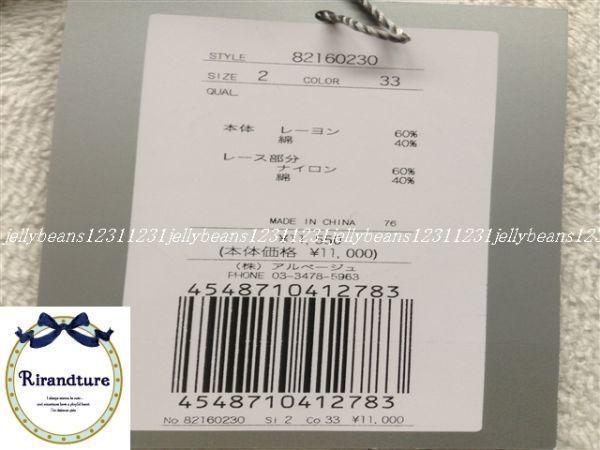 STYLE 82160230
SIZE 2 COLOR 33
QUAL
本体 レーヨン 60%
綿 40%
レース部分
ナイロン 60%
綿 40%
MADE IN CHINA 76
jellybeans12311231jellybeans12311231jellybeans
(本体価格 ¥11,000)
(株) アルページュ
PHONE 03-3478-5963
4548710412783
4548710412783
No 82160230 Si 2 Co 33 ¥11,000
Rirandture